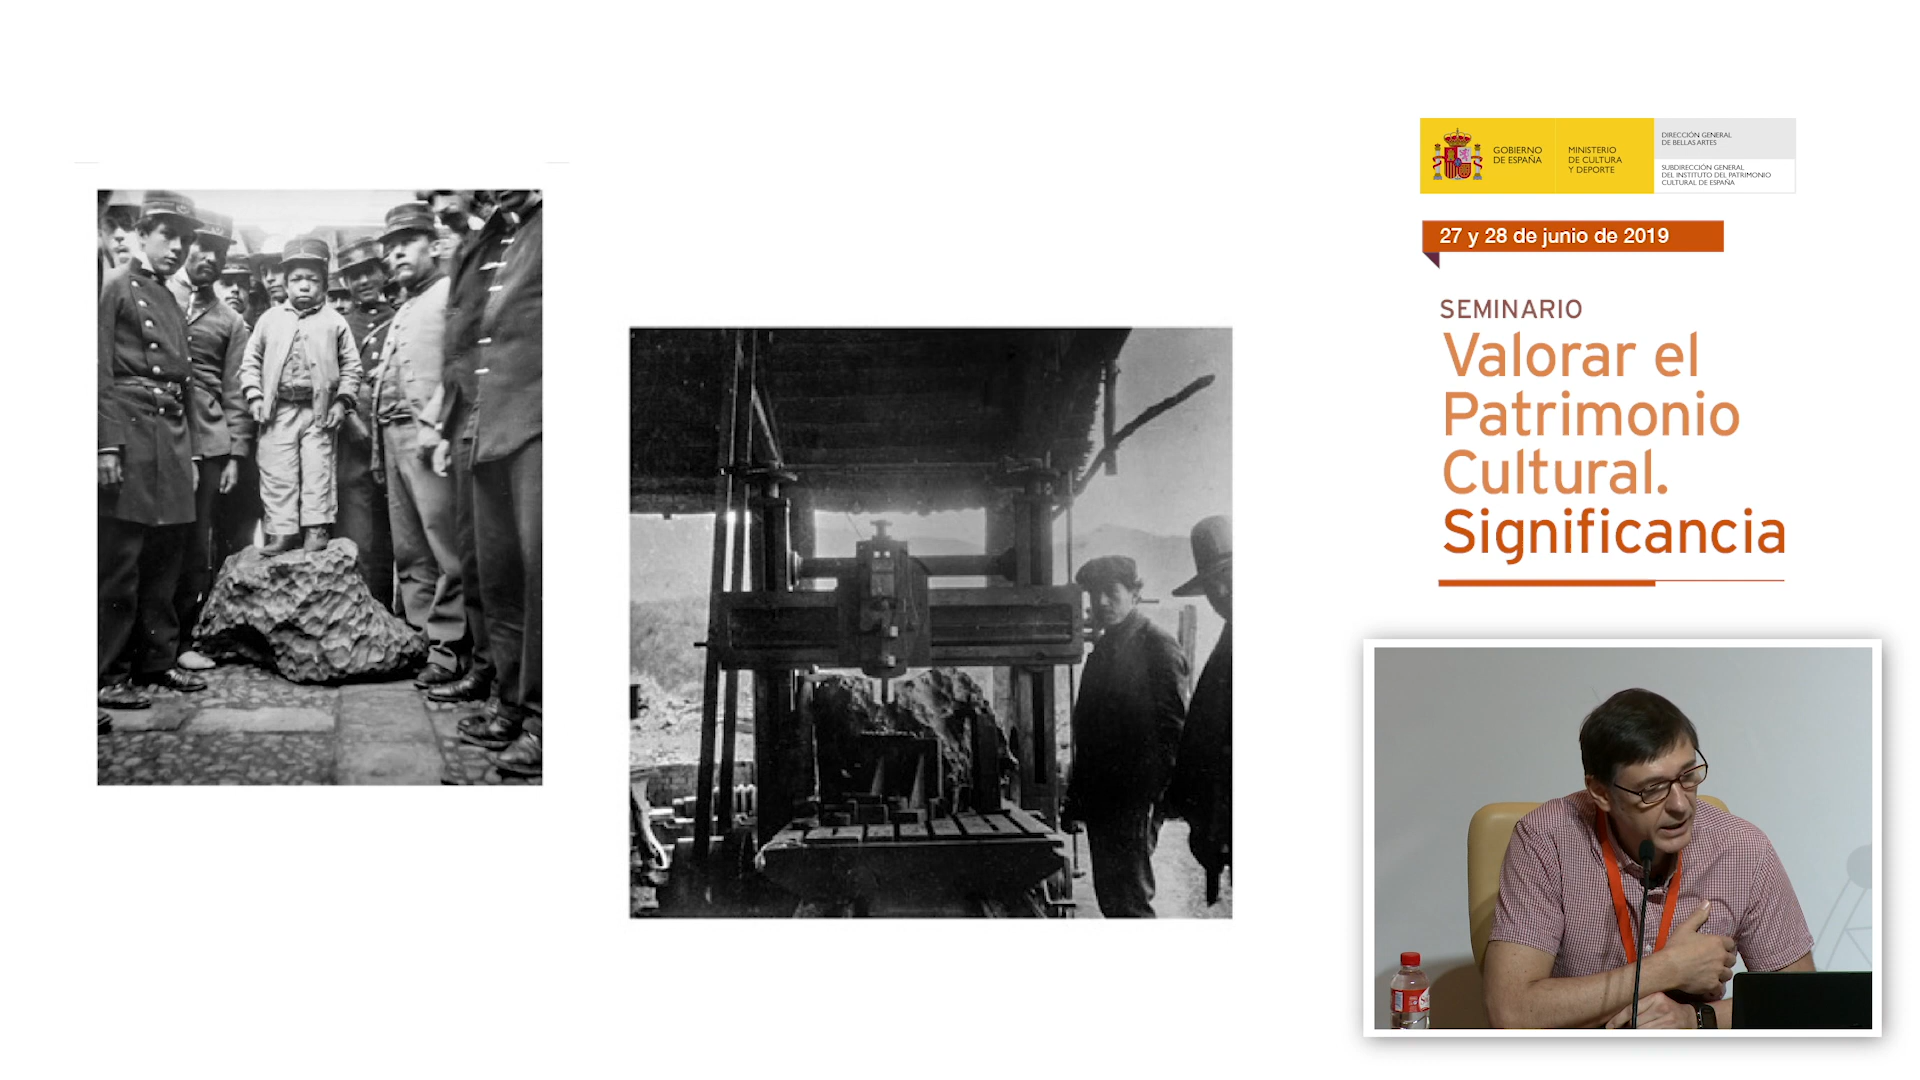 GOBIERNO
DE ESPAÑA
MINISTERIO
DE CULTURA
Y DEPORTE
DIRECCIÓN GENERAL
DE BELLAS ARTES
SUBDIRECCIÓN GENERAL
DEL INSTITUTO DEL PATRIMONIO
CULTURAL DE ESPAÑA
27 y 28 de junio de 2019
SEMINARIO
Valorar el
Patrimonio
Cultural.
Significancia